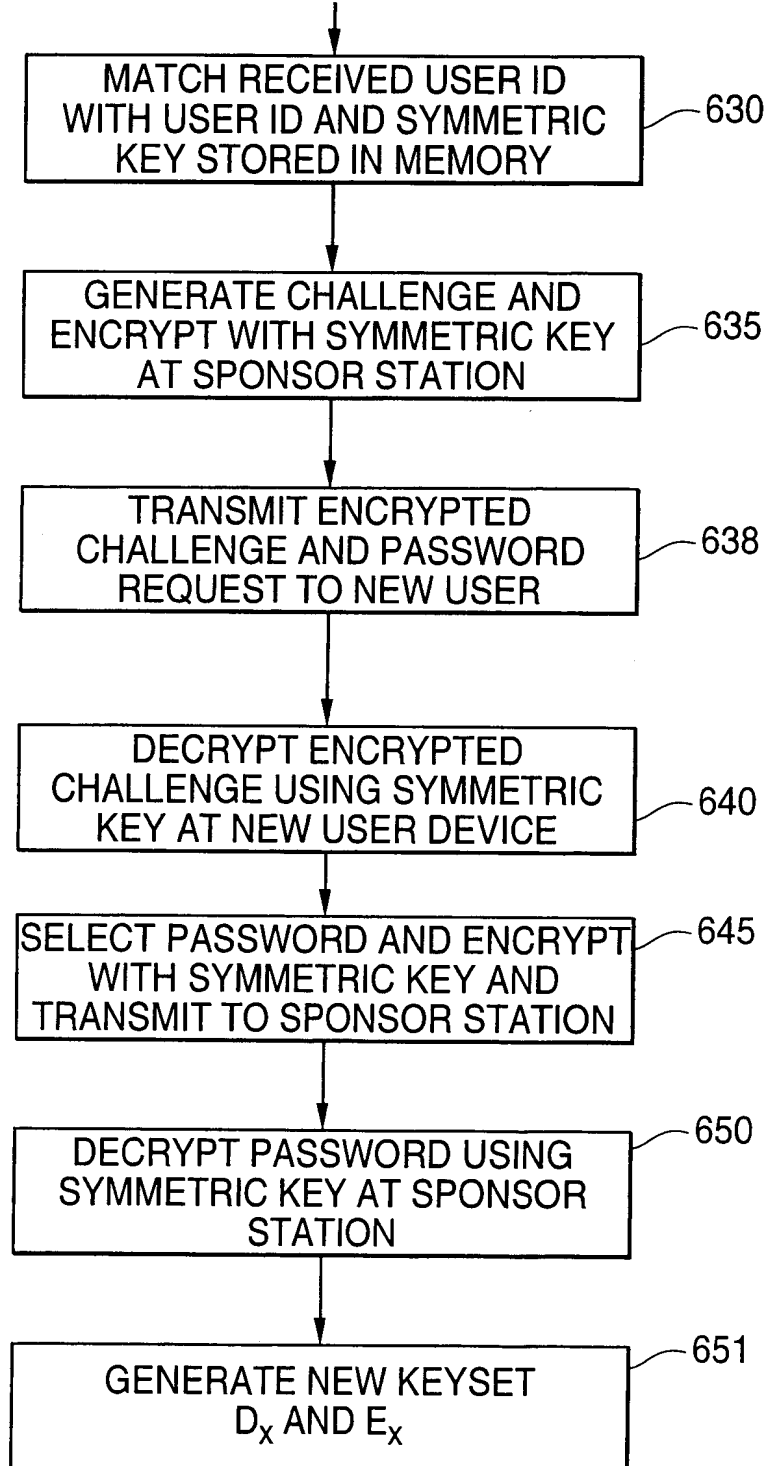 MATCH RECEIVED USER ID
WITH USER ID AND SYMMETRIC
KEY STORED IN MEMORY
630
GENERATE CHALLENGE AND
ENCRYPT WITH SYMMETRIC KEY
AT SPONSOR STATION
635
TRANSMIT ENCRYPTED
CHALLENGE AND PASSWORD
REQUEST TO NEW USER
638
DECRYPT ENCRYPTED
CHALLENGE USING SYMMETRIC
KEY AT NEW USER DEVICE
640
SELECT PASSWORD AND ENCRYPT
WITH SYMMETRIC KEY AND
TRANSMIT TO SPONSOR STATION
645
DECRYPT PASSWORD USING
SYMMETRIC KEY AT SPONSOR
STATION
650
GENERATE NEW KEYSET
DX AND EX
651